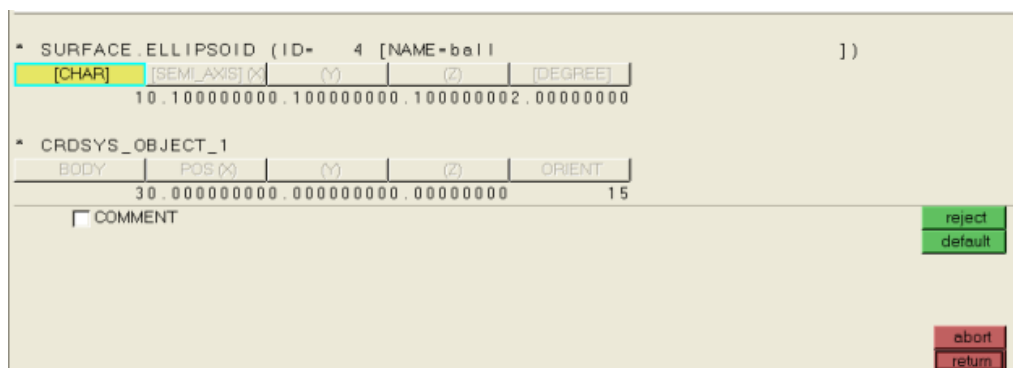 * SURFACE.ELLIPSOID (ID= 4 [NAME=ball ])
[CHAR] [SEMI_AXIS] (X) (Y) (Z) [DEGREE]
10.100000000.100000000.100000002.00000000
* CRDSYS_OBJECT_1
BODY POS (X) (Y) (Z) ORIENT
30.000000000.000000000.00000000 15
COMMENT
reject
default
abort
return